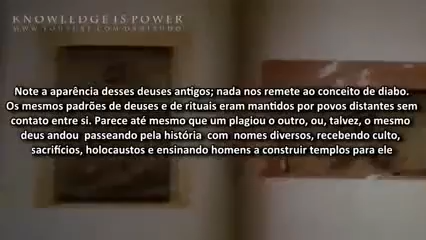 KNOWLEDGE IS POWER
Note a aparência desses deuses antigos; nada nos remete ao conceito de diabo.
Os mesmos padrões de deuses e de rituais eram mantidos por povos distantes sem
contato entre si. Parece até mesmo que um plagiou o outro, ou, talvez, o mesmo
deus andou passeando pela história com nomes diversos, recebendo culto,
sacrifícios, holocaustos e ensinando homens a construir templos para ele